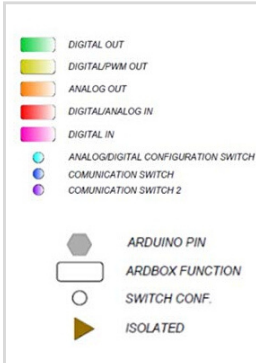 DIGITAL OUT
DIGITAL/PWM OUT
ANALOG OUT
DIGITAL/ANALOG IN
DIGITAL IN
ANALOG/DIGITAL CONFIGURATION SWITCH
COMUNICATION SWITCH
COMUNICATION SWITCH 2
ARDUINO PIN
ARDBOX FUNCTION
SWITCH CONF.
ISOLATED